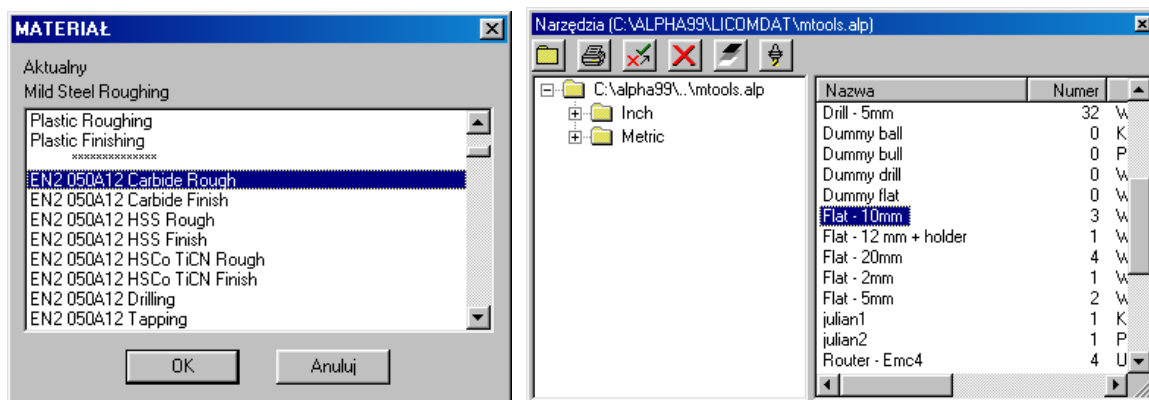 MATERIAŁ
Aktualny
Mild Steel Roughing
Plastic Roughing
Plastic Finishing
××××××××××××××
EN2 050A12 Carbide Rough
EN2 050A12 Carbide Finish
EN2 050A12 HSS Rough
EN2 050A12 HSS Finish
EN2 050A12 HSCo TiCN Rough
EN2 050A12 HSCo TiCN Finish
EN2 050A12 Drilling
EN2 050A12 Tapping
OK Anuluj
Narzędzia (C:\ALPHA99\LICOMDAT\mtools.alp)
C:\alpha99\..\mtools.alp
Inch
Metric
Nazwa Numer
Drill - 5mm 32 W
Dummy ball 0 K
Dummy bull 0 P
Dummy drill 0 W
Dummy flat 0 W
Flat - 10mm 3 W
Flat - 12 mm + holder 1 W
Flat - 20mm 4 W
Flat - 2mm 1 W
Flat - 5mm 2 W
julian1 1 K
julian2 1 P
Router - Emc4 4 U